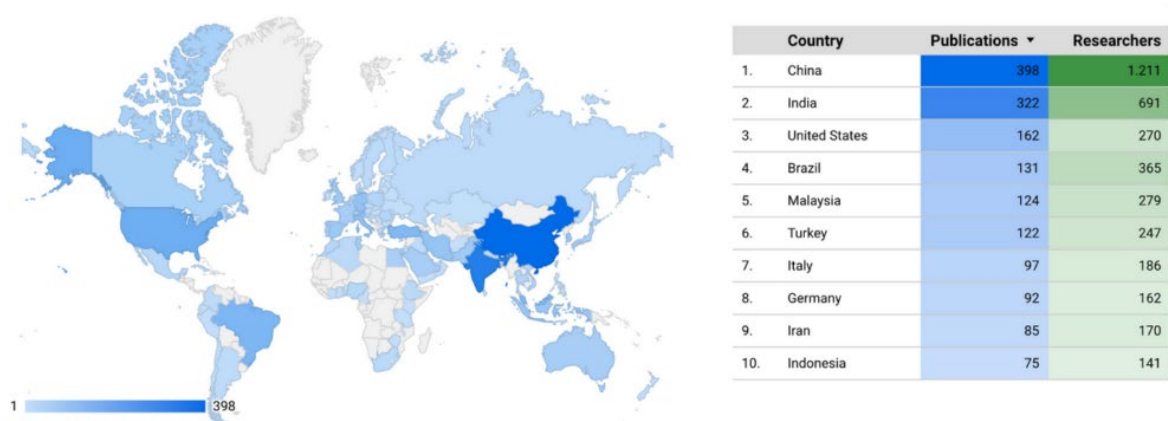 Country Publications ▼ Researchers
1. China 398 1.211
2. India 322 691
3. United States 162 270
4. Brazil 131 365
5. Malaysia 124 279
6. Turkey 122 247
7. Italy 97 186
8. Germany 92 162
9. Iran 85 170
10. Indonesia 75 141
1 398